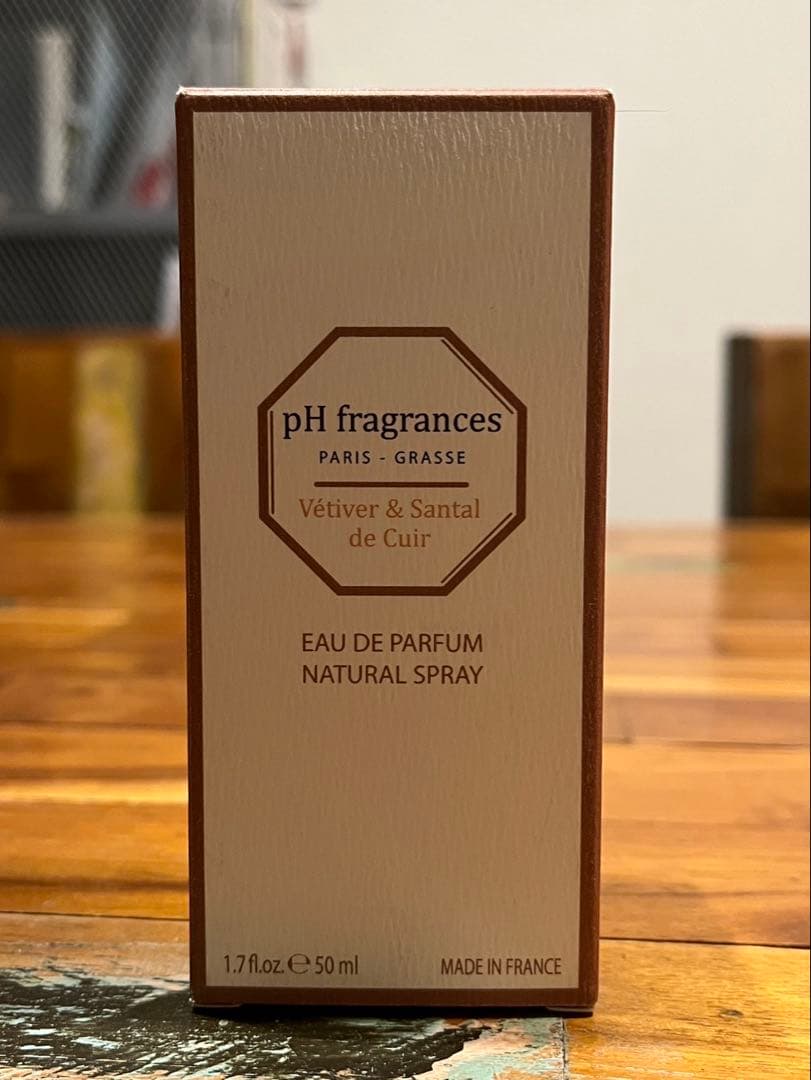 pH fragrances
PARIS - GRASSE
Vétiver & Santal
de Cuir
EAU DE PARFUM
NATURAL SPRAY
1.7 fl.oz. ℮ 50 ml
MADE IN FRANCE